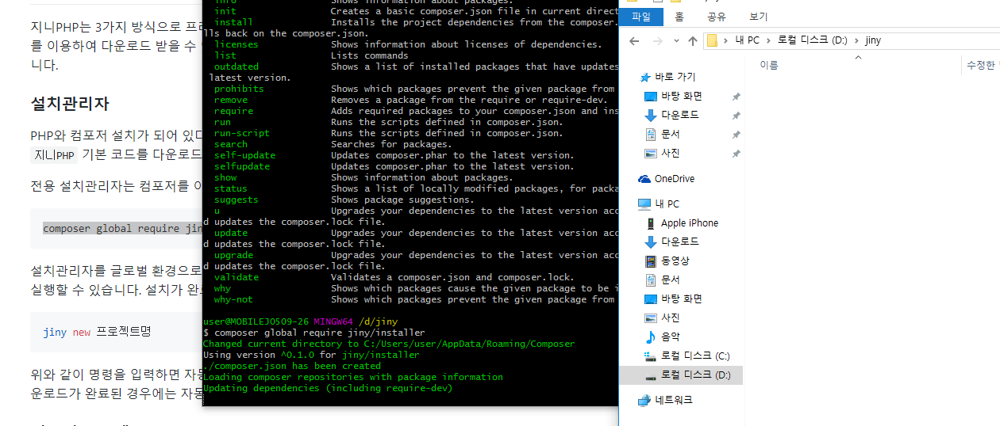 지니PHP는 3가지 방식으로
를 이용하여 다운로드 받을 수
니다.
설치관리자
PHP와 컴포저 설치가 되어 있
지니PHP 기본 코드를 다운로드
전용 설치관리자는 컴포저를
composer global require jin
설치관리자를 글로벌 환경으로
실행할 수 있습니다. 설치가
jiny new 프로젝트명
위와 같이 명령을 입력하면
운로드가 완료된 경우에는
info Shows information about packages.
init Creates a basic composer.json file in current direct
install Installs the project dependencies from the composer.
lls back on the composer.json.
licenses Shows information about licenses of dependencies.
list Lists commands
outdated Shows a list of installed packages that have updates
latest version.
prohibits Shows which packages prevent the given package from
remove Removes a package from the require or require-dev.
require Adds required packages to your composer.json and ins
run Runs the scripts defined in composer.json.
run-script Runs the scripts defined in composer.json.
search Searches for packages.
self-update Updates composer.phar to the latest version.
selfupdate Updates composer.phar to the latest version.
show Shows information about packages.
status Shows a list of locally modified packages, for packa
suggests Shows package suggestions.
u Upgrades your dependencies to the latest version acc
d updates the composer.lock file.
update Upgrades your dependencies to the latest version acc
d updates the composer.lock file.
upgrade Upgrades your dependencies to the latest version acc
d updates the composer.lock file.
validate Validates a composer.json and composer.lock.
why Shows which packages cause the given package to be i
why-not Shows which packages prevent the given package from
user@MOBILEJO5O9-26 MINGW64 /d/jiny
$ composer global require jiny/installer
Changed current directory to C:/Users/user/AppData/Roaming/Composer
Using version ^0.1.0 for jiny/installer
./composer.json has been created
Loading composer repositories with package information
Updating dependencies (including require-dev)
파일 홈 공유 보기
내 PC > 로컬 디스크 (D:) > jiny
이름 수정한
바로 가기
바탕 화면
다운로드
문서
사진
OneDrive
내 PC
Apple iPhone
다운로드
동영상
문서
바탕 화면
사진
음악
로컬 디스크 (C:)
로컬 디스크 (D:)
네트워크